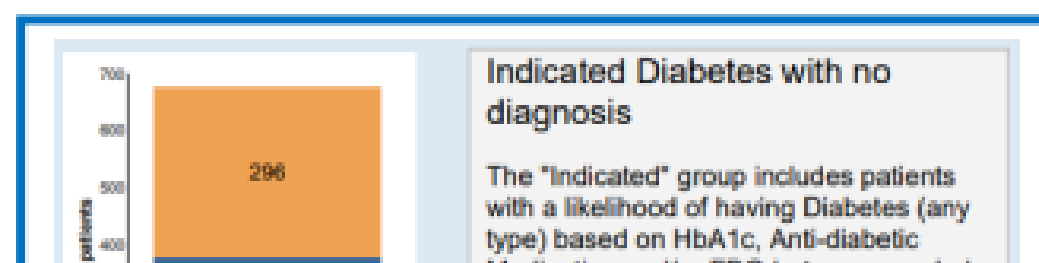 Indicated Diabetes with no
diagnosis
The "Indicated" group includes patients
with a likelihood of having Diabetes (any
type) based on HbA1c, Anti-diabetic
700
600
296
500
patients
400